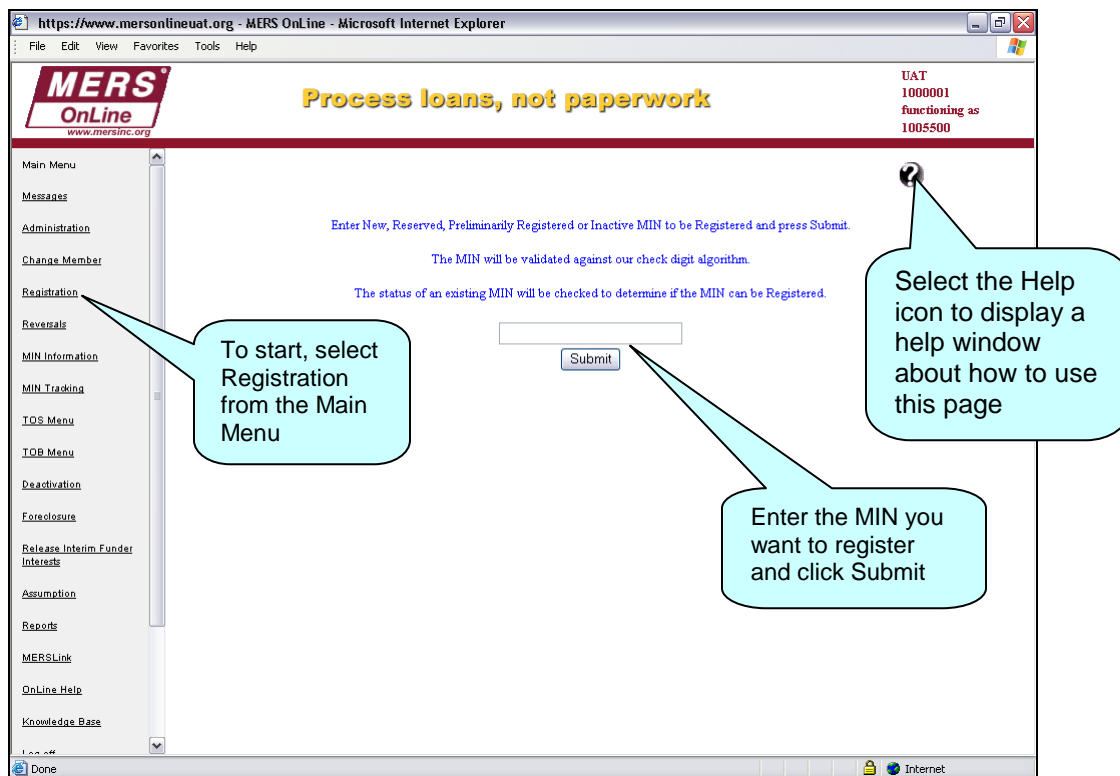 https://www.mersonlineuat.org - MERS OnLine - Microsoft Internet Explorer
File Edit View Favorites Tools Help
MERS®
OnLine
www.mersinc.org
Process loans, not paperwork
UAT
1000001
functioning as
1005500
Main Menu
Messages
Administration
Change Member
Registration
Reversals
MIN Information
MIN Tracking
TOS Menu
TOB Menu
Deactivation
Foreclosure
Release Interim Funder
Interests
Assumption
Reports
MERSLink
OnLine Help
Knowledge Base
Log off
?
Enter New, Reserved, Preliminarily Registered or Inactive MIN to be Registered and press Submit.
The MIN will be validated against our check digit algorithm.
The status of an existing MIN will be checked to determine if the MIN can be Registered.
Submit
To start, select
Registration
from the Main
Menu
Select the Help
icon to display a
help window
about how to use
this page
Enter the MIN you
want to register
and click Submit
Done
Internet